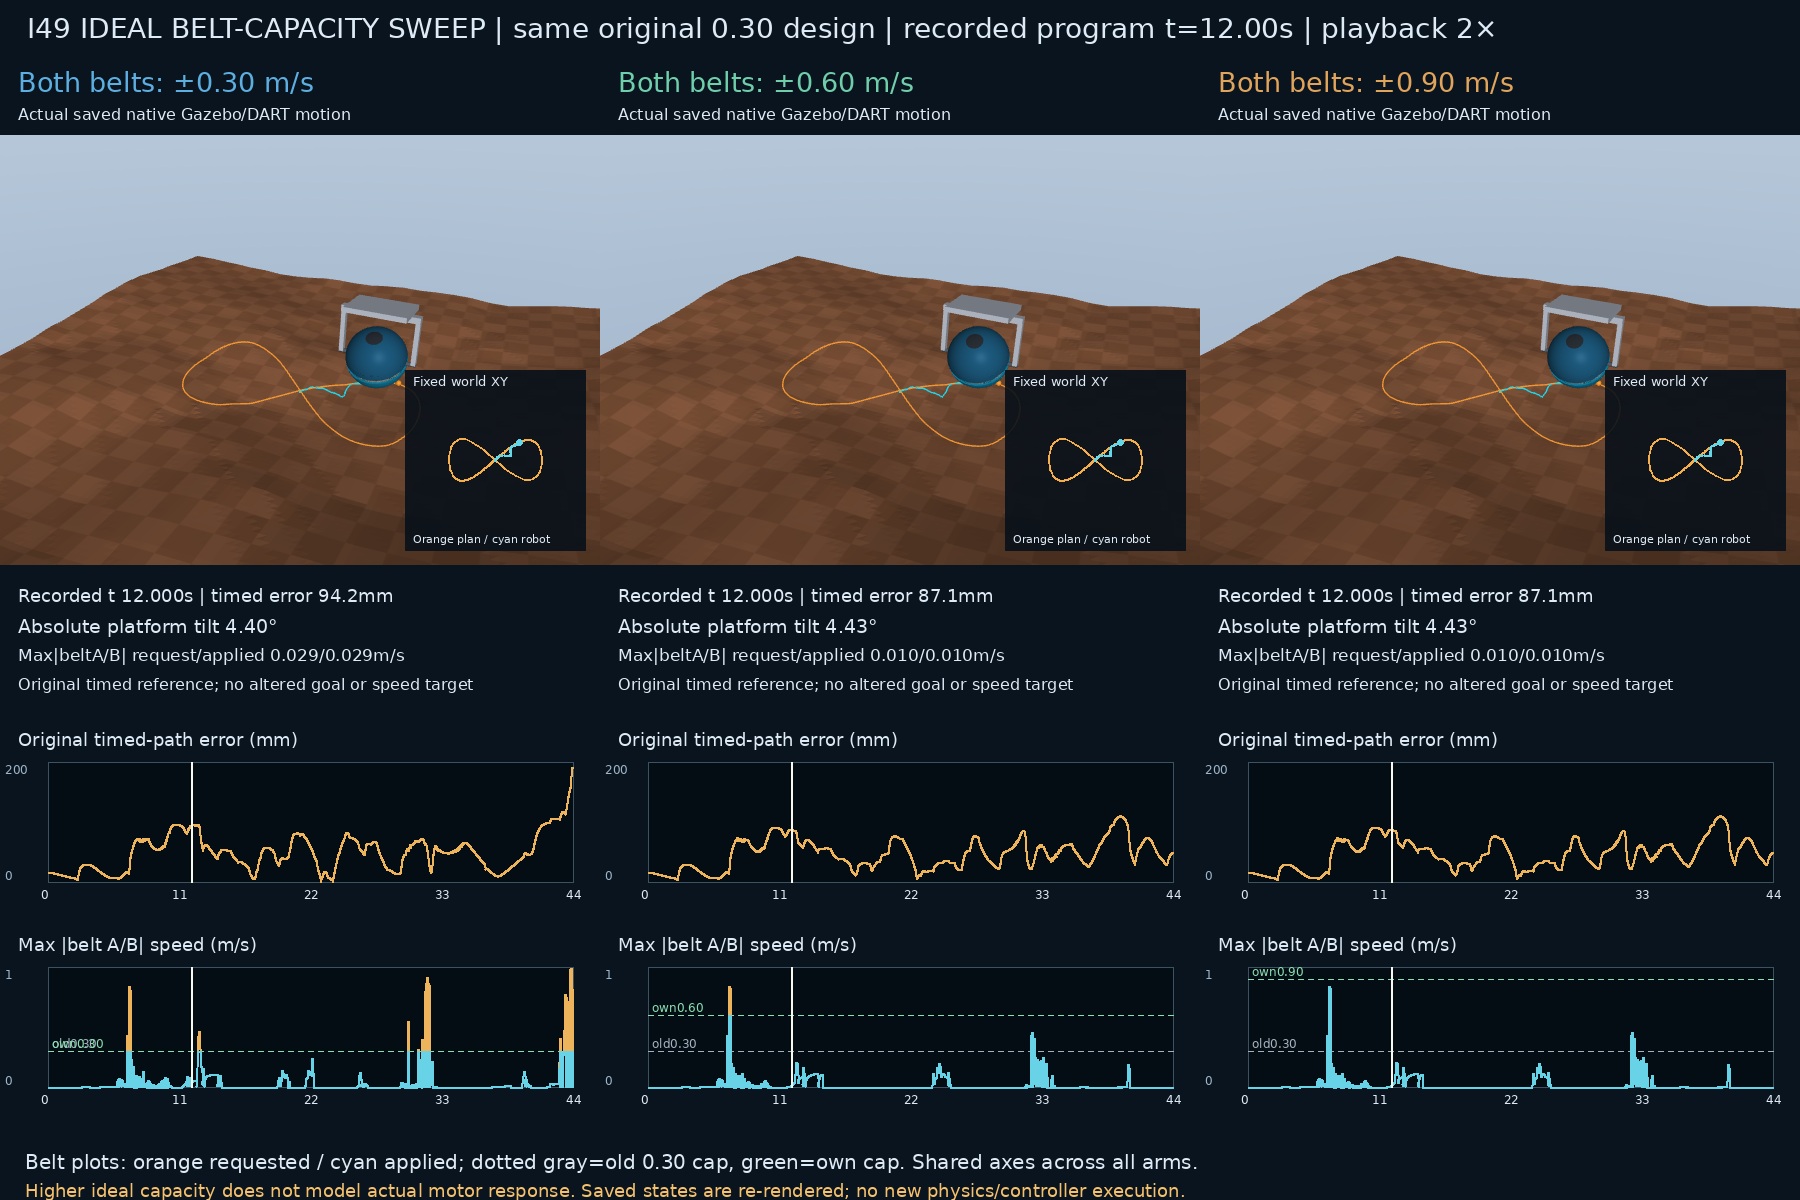 I49 IDEAL BELT-CAPACITY SWEEP | same original 0.30 design | recorded program t=12.00s | playback 2×
Both belts: ±0.30 m/s
Actual saved native Gazebo/DART motion
Fixed world XY
Orange plan / cyan robot
Recorded t 12.000s | timed error 94.2mm
Absolute platform tilt 4.40°
Max|beltA/B| request/applied 0.029/0.029m/s
Original timed reference; no altered goal or speed target
Original timed-path error (mm)
200
0
0 11 22 33 44
Max |belt A/B| speed (m/s)
1
0
0 11 22 33 44
Both belts: ±0.60 m/s
Actual saved native Gazebo/DART motion
Fixed world XY
Orange plan / cyan robot
Recorded t 12.000s | timed error 87.1mm
Absolute platform tilt 4.43°
Max|beltA/B| request/applied 0.010/0.010m/s
Original timed reference; no altered goal or speed target
Original timed-path error (mm)
200
0
0 11 22 33 44
Max |belt A/B| speed (m/s)
1
own0.60
old0.30
0
0 11 22 33 44
Both belts: ±0.90 m/s
Actual saved native Gazebo/DART motion
Fixed world XY
Orange plan / cyan robot
Recorded t 12.000s | timed error 87.1mm
Absolute platform tilt 4.43°
Max|beltA/B| request/applied 0.010/0.010m/s
Original timed reference; no altered goal or speed target
Original timed-path error (mm)
200
0
0 11 22 33 44
Max |belt A/B| speed (m/s)
1
own0.90
old0.30
0
0 11 22 33 44
Belt plots: orange requested / cyan applied; dotted gray=old 0.30 cap, green=own cap. Shared axes across all arms.
Higher ideal capacity does not model actual motor response. Saved states are re-rendered; no new physics/controller execution.